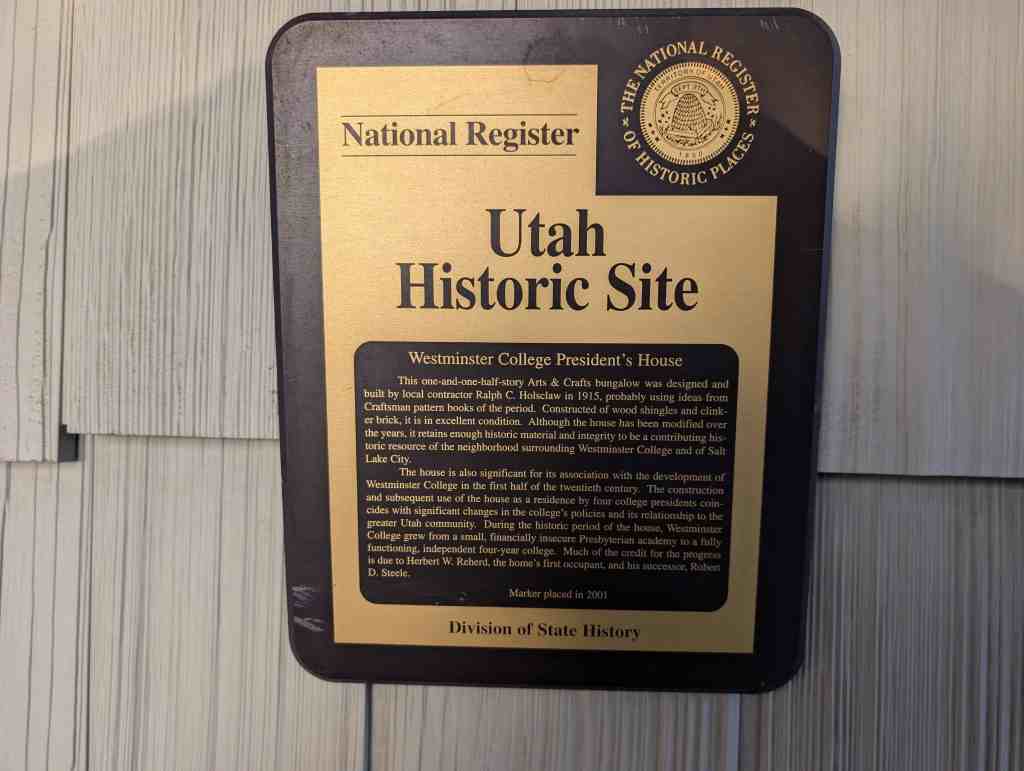 National Register
THE NATIONAL REGISTER
OF HISTORIC PLACES
TERRITORY OF UTAH
Utah
Historic Site
Westminster College President's House
This one-and-one-half-story Arts & Crafts bungalow was designed and
built by local contractor Ralph C. Holsclaw in 1915, probably using ideas from
Craftsman pattern books of the period. Constructed of wood shingles and clink-
er brick, it is in excellent condition. Although the house has been modified over
the years, it retains enough historic material and integrity to be a contributing his-
toric resource of the neighborhood surrounding Westminster College and of Salt
Lake City.
The house is also significant for its association with the development of
Westminster College in the first half of the twentieth century. The construction
and subsequent use of the house as a residence by four college presidents coin-
cides with significant changes in the college's policies and its relationship to the
greater Utah community. During the historic period of the house, Westminster
College grew from a small, financially insecure Presbyterian academy to a fully
functioning, independent four-year college. Much of the credit for the progress
is due to Herbert W. Reherd, the home's first occupant, and his successor, Robert
D. Steele.
Marker placed in 2001
Division of State History